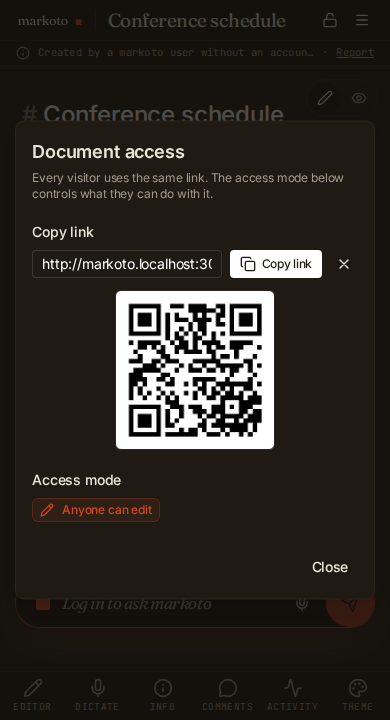 markoto
Conference schedule
Created by a markoto user without an accoun… · Report
# Conference schedule
Document access
Every visitor uses the same link. The access mode below
controls what they can do with it.
Copy link
http://markoto.localhost:30
Copy link
Access mode
Anyone can edit
Close
Log in to ask markoto
EDITOR
DICTATE
INFO
COMMENTS
ACTIVITY
THEME